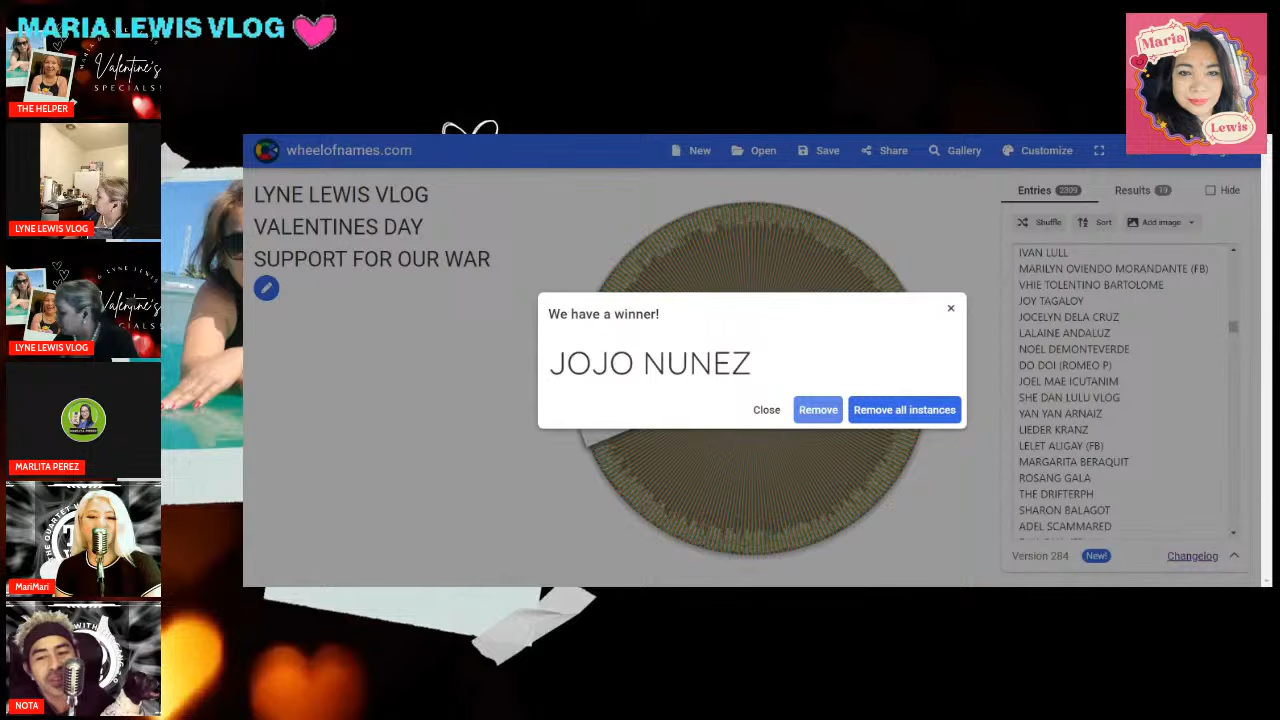 MARIA LEWIS VLOG
Maria
Lewis
Valentine's
SPECIALS!
THE HELPER
LYNE LEWIS VLOG
LYNE LEWIS VLOG
MARLITA PEREZ
MariMari
NOTA
wheelofnames.com
New
Open
Save
Share
Gallery
Customize
LYNE LEWIS VLOG
VALENTINES DAY
SUPPORT FOR OUR WAR
We have a winner!
×
JOJO NUNEZ
Close
Remove
Remove all instances
Entries 2309
Results 79
Hide
Shuffle
Sort
Add image
IVAN LULL
MARILYN OVIENDO MORANDANTE (FB)
VHIE TOLENTINO BARTOLOME
JOY TAGALOY
JOCELYN DELA CRUZ
LALAINE ANDALUZ
NOEL DEMONTEVERDE
DO DOI (ROMEO P)
JOEL MAE ICUTANIM
SHE DAN LULU VLOG
YAN YAN ARNAIZ
LIEDER KRANZ
LELET ALIGAY (FB)
MARGARITA BERAQUIT
ROSANG GALA
THE DRIFTERPH
SHARON BALAGOT
ADEL SCAMMARED
Version 284
New!
Changelog